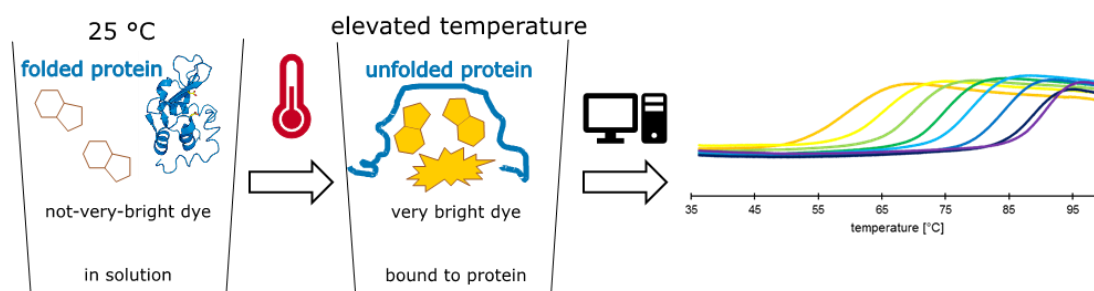 25 °C
folded protein
not-very-bright dye
in solution
elevated temperature
unfolded protein
very bright dye
bound to protein
35 45 55 65 75 85 95
temperature [°C]